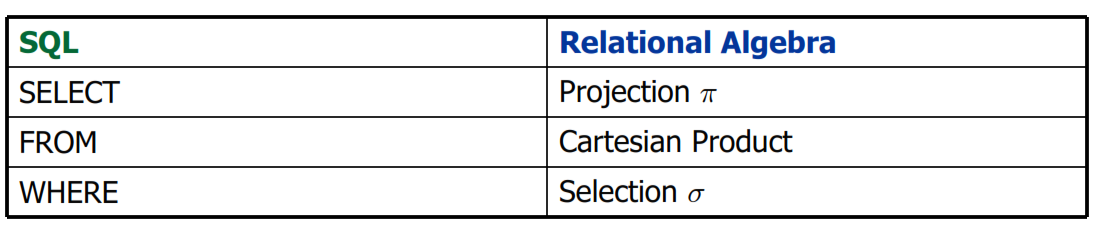 SQL Relational Algebra
SELECT Projection π
FROM Cartesian Product
WHERE Selection σ